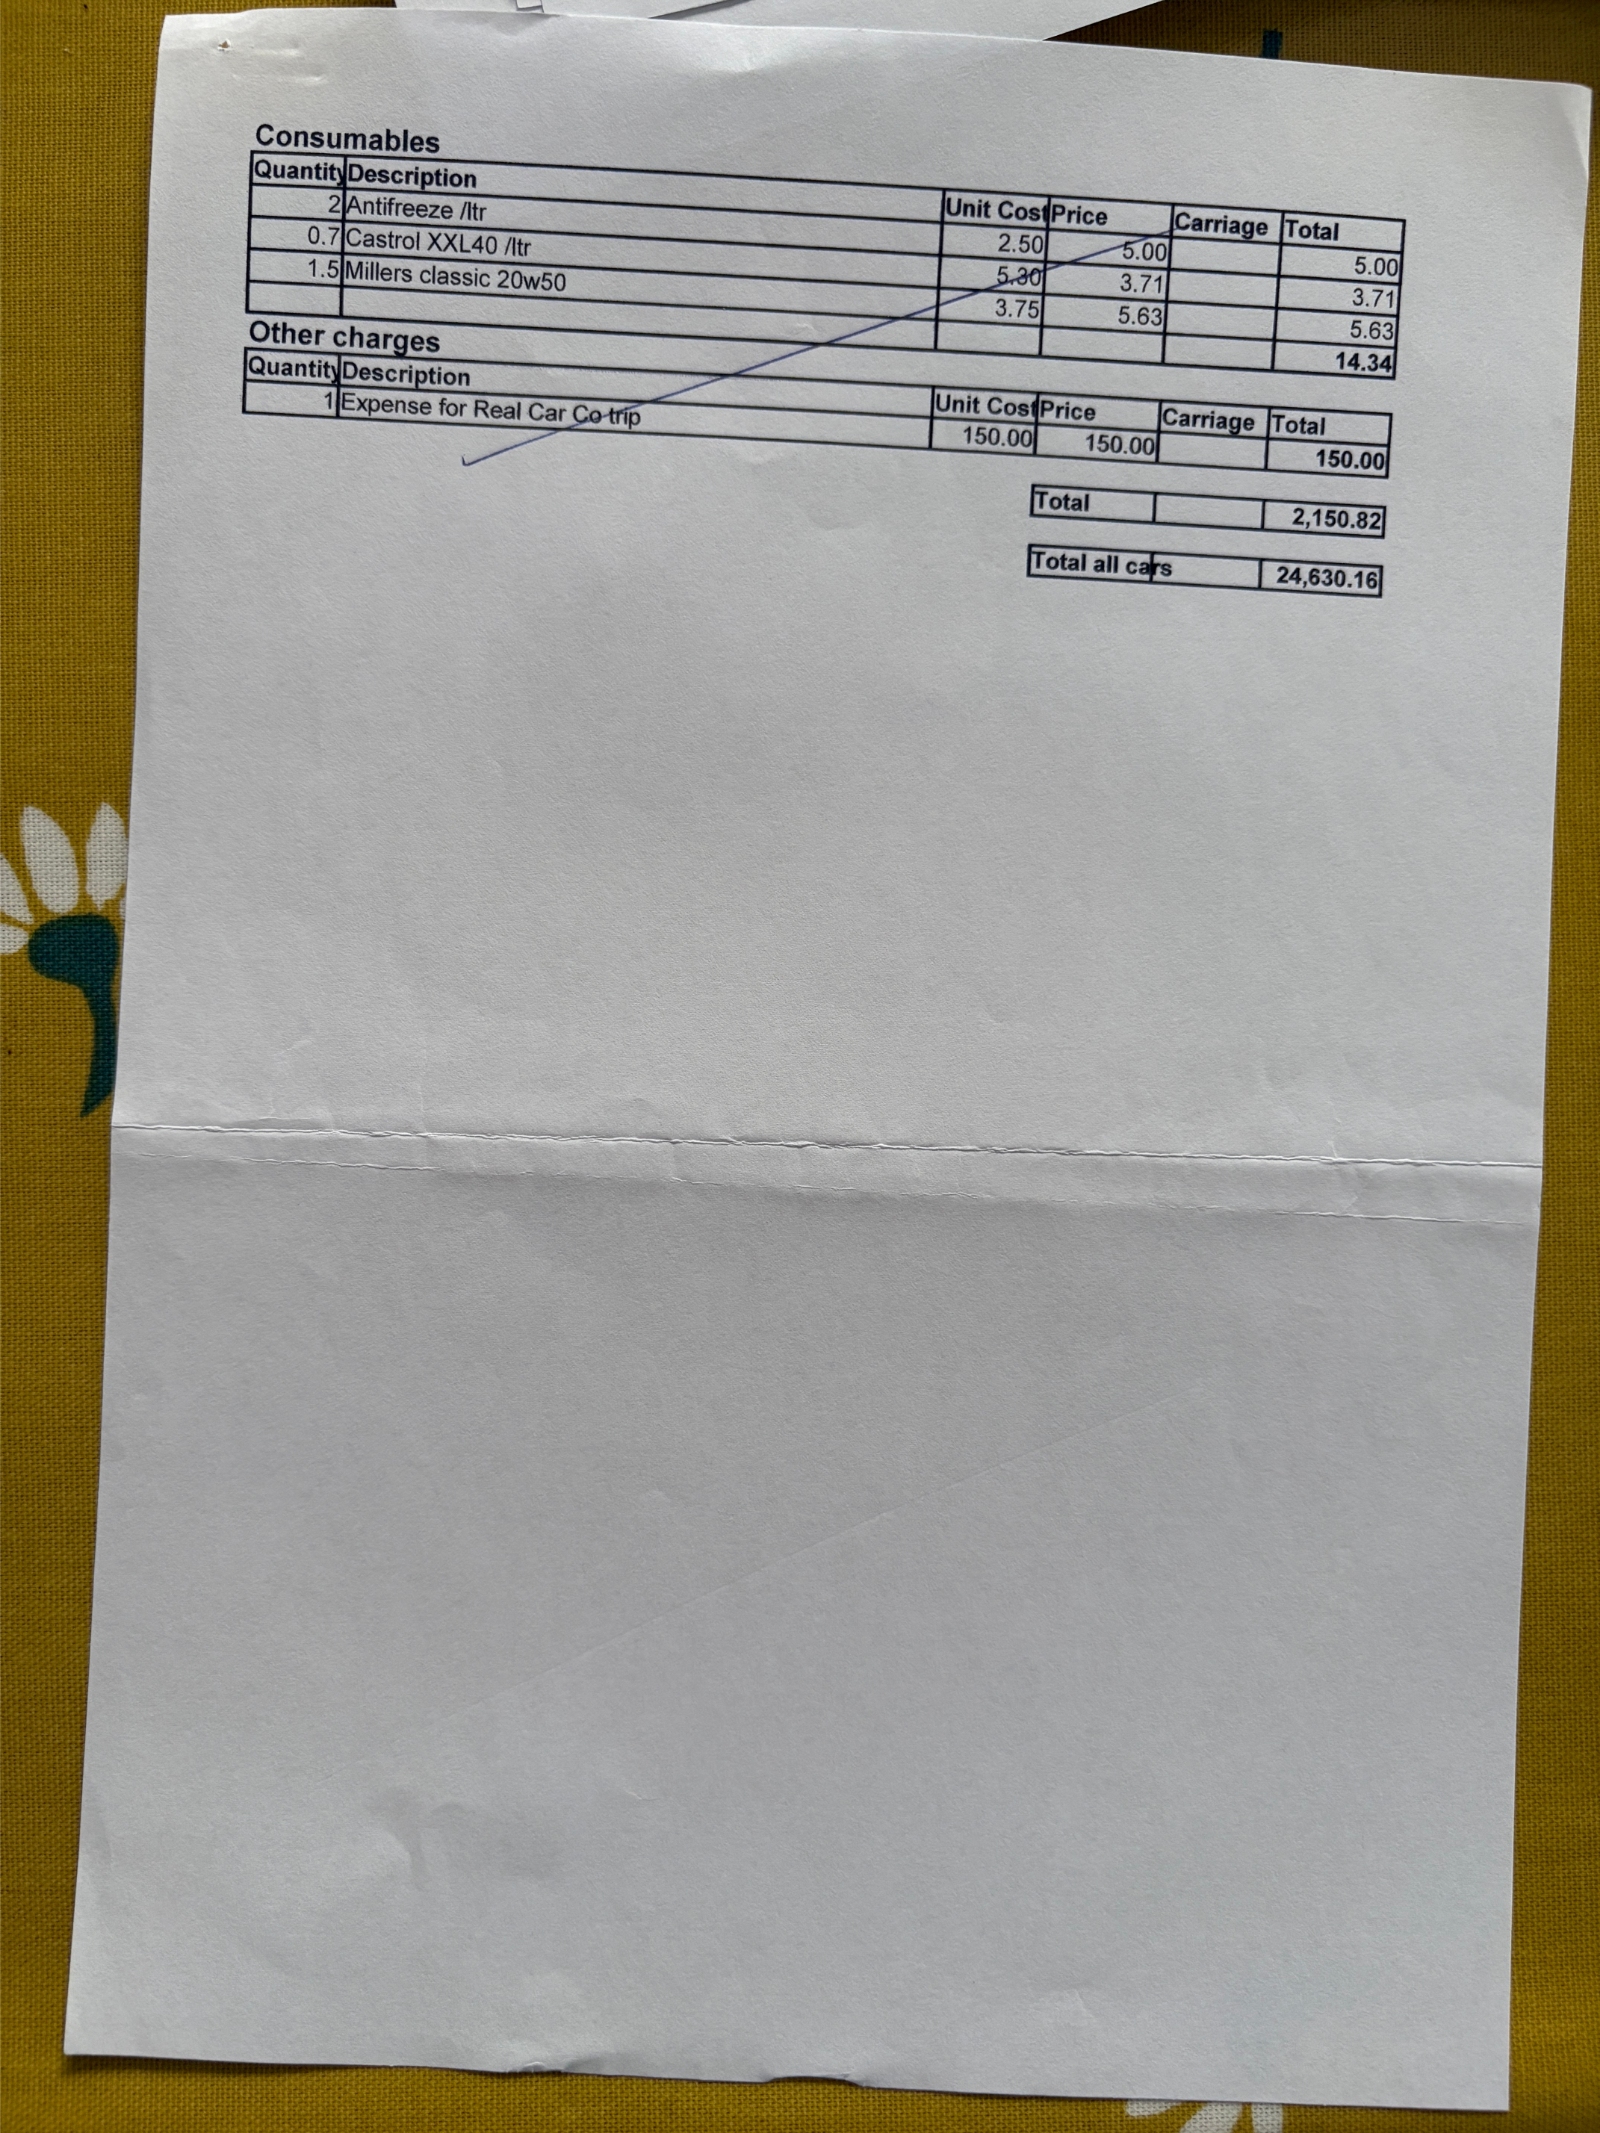 Consumables
Quantity Description Unit Cost Price Carriage Total
2 Antifreeze /ltr 2.50 5.00 5.00
0.7 Castrol XXL40 /ltr 5.30 3.71 3.71
1.5 Millers classic 20w50 3.75 5.63 5.63
14.34
Other charges
Quantity Description Unit Cost Price Carriage Total
1 Expense for Real Car Co trip 150.00 150.00 150.00
Total 2,150.82
Total all cars 24,630.16